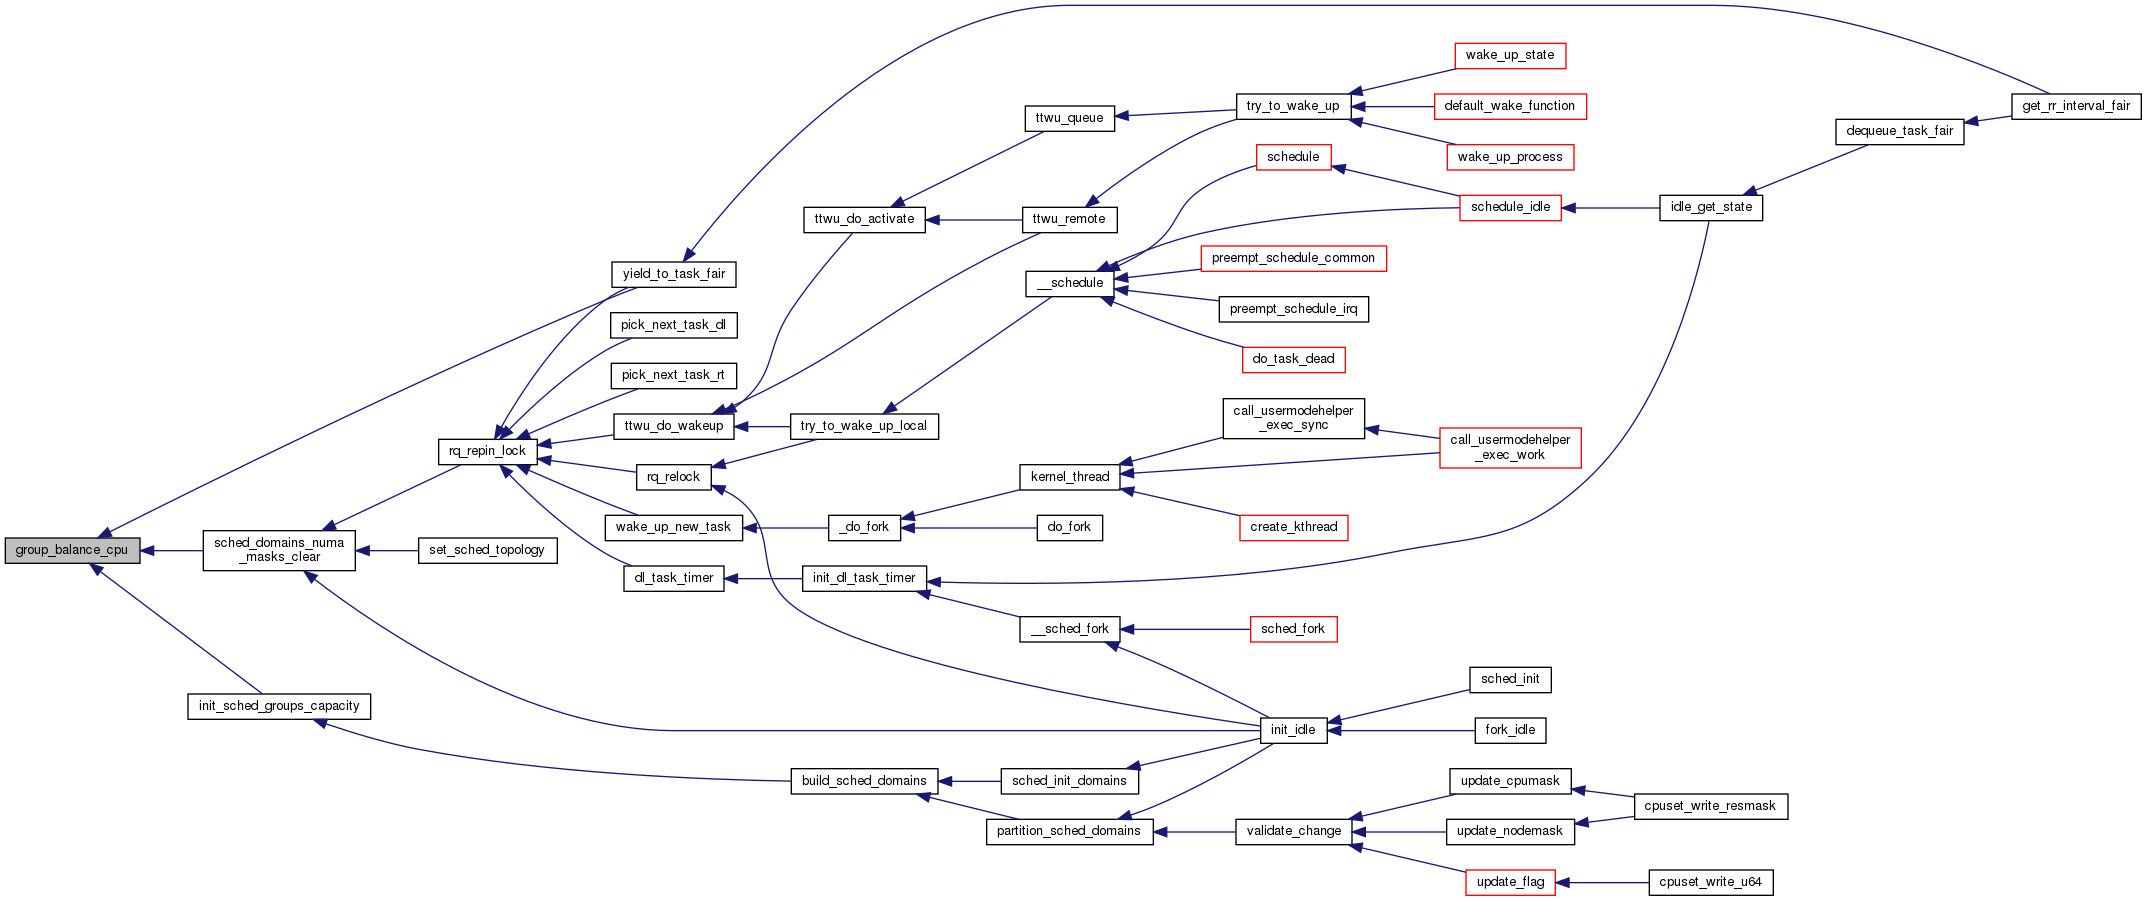 wake_up_state
default_wake_function
try_to_wake_up
get_rr_interval_fair
ttwu_queue
dequeue_task_fair
wake_up_process
schedule
schedule_idle
idle_get_state
ttwu_do_activate
ttwu_remote
preempt_schedule_common
yield_to_task_fair
__schedule
preempt_schedule_irq
pick_next_task_dl
do_task_dead
pick_next_task_rt
call_usermodehelper
_exec_sync
ttwu_do_wakeup
try_to_wake_up_local
call_usermodehelper
_exec_work
rq_repin_lock
rq_relock
kernel_thread
wake_up_new_task
_do_fork
do_fork
create_kthread
group_balance_cpu
sched_domains_numa
_masks_clear
set_sched_topology
dl_task_timer
init_dl_task_timer
__sched_fork
sched_fork
sched_init
init_sched_groups_capacity
init_idle
fork_idle
build_sched_domains
sched_init_domains
update_cpumask
cpuset_write_resmask
partition_sched_domains
validate_change
update_nodemask
update_flag
cpuset_write_u64